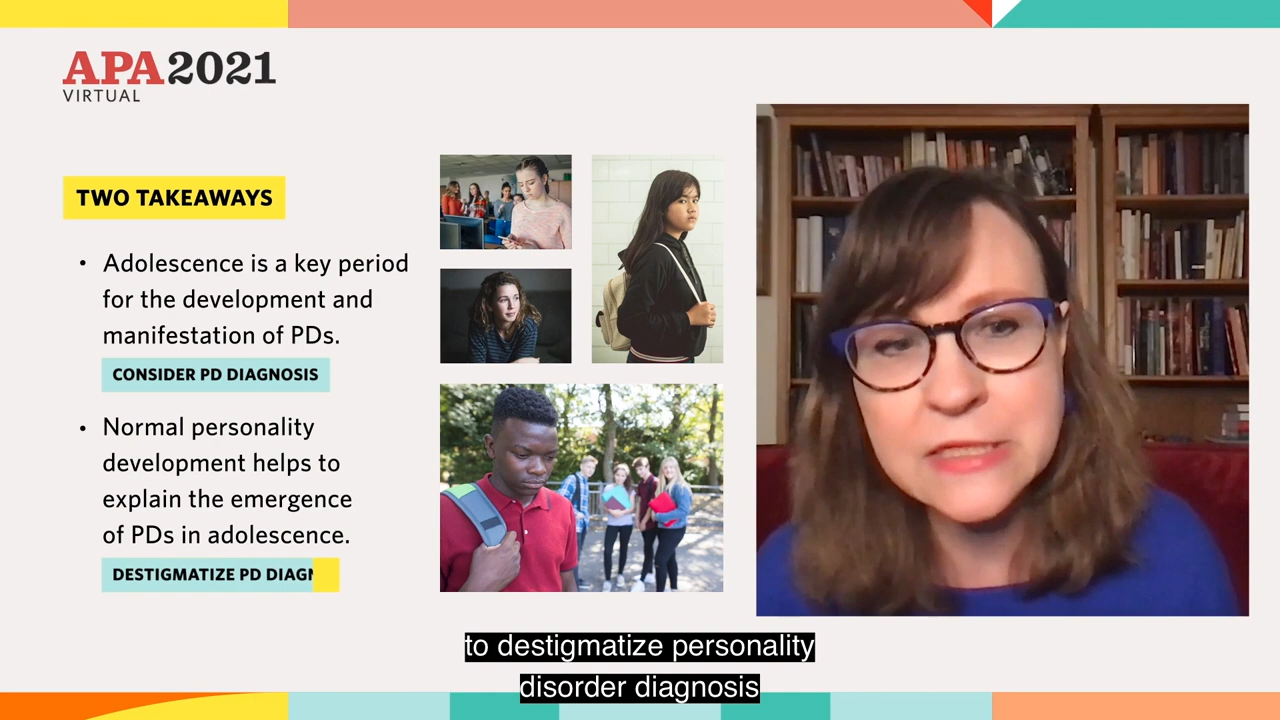 APA2021
VIRTUAL
TWO TAKEAWAYS
• Adolescence is a key period
for the development and
manifestation of PDs.
CONSIDER PD DIAGNOSIS
• Normal personality
development helps to
explain the emergence
of PDs in adolescence.
DESTIGMATIZE PD DIAG
to destigmatize personality
disorder diagnosis